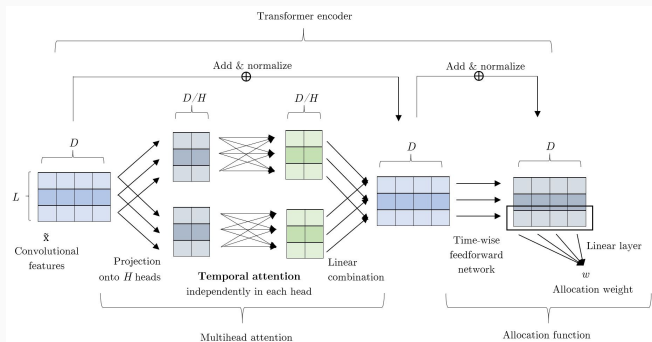 Transformer encoder
Add & normalize
Add & normalize
D/H
D/H
D
D
D
L
x̃
Convolutional
features
Projection
onto H heads
Temporal attention
independently in each head
Linear
combination
Time-wise
feedforward
network
Linear layer
w
Allocation weight
Multihead attention
Allocation function